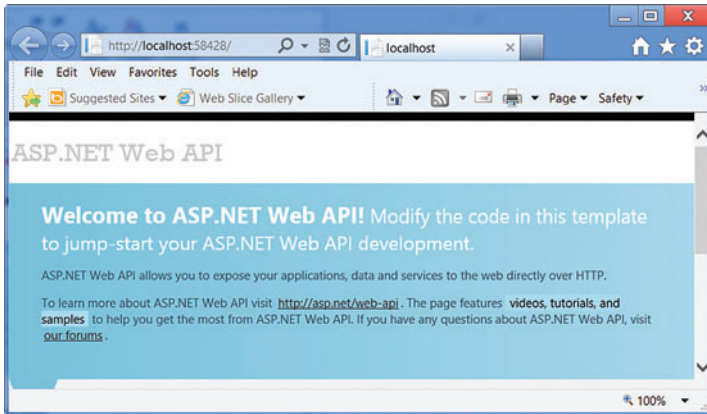 http://localhost:58428/
localhost
File Edit View Favorites Tools Help
Suggested Sites Web Slice Gallery Page Safety
ASP.NET Web API
Welcome to ASP.NET Web API! Modify the code in this template
to jump-start your ASP.NET Web API development.
ASP.NET Web API allows you to expose your applications, data and services to the web directly over HTTP.
To learn more about ASP.NET Web API visit http://asp.net/web-api. The page features videos, tutorials, and
samples to help you get the most from ASP.NET Web API. If you have any questions about ASP.NET Web API, visit
our forums.
100%